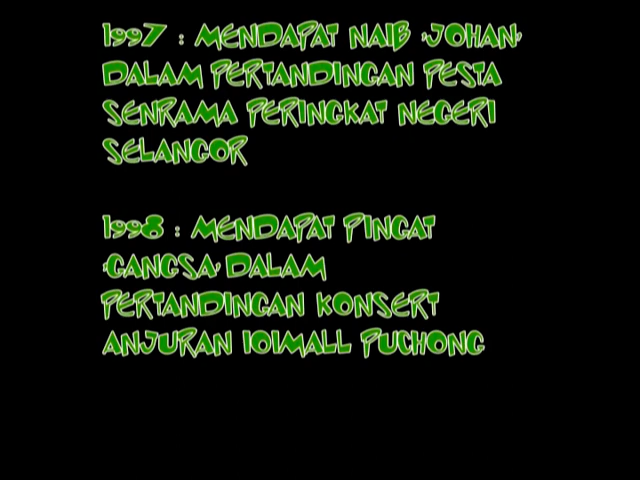 1997 : MENDAPAT NAIB 'JOHAN'
DALAM PERTANDINGAN PESTA
SENRAMA PERINGKAT NEGERI
SELANGOR
1998 : MENDAPAT PINGAT
'GANGSA' DALAM
PERTANDINGAN KONSERT
ANJURAN IOIMALL PUCHONG